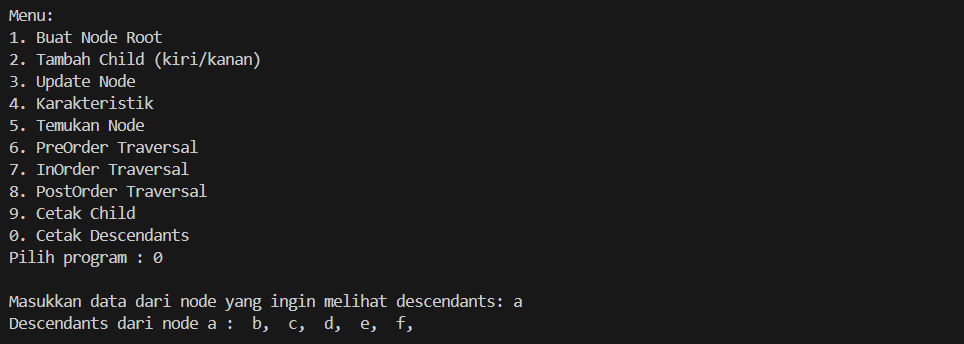 Menu:
1. Buat Node Root
2. Tambah Child (kiri/kanan)
3. Update Node
4. Karakteristik
5. Temukan Node
6. PreOrder Traversal
7. InOrder Traversal
8. PostOrder Traversal
9. Cetak Child
0. Cetak Descendants
Pilih program : 0
Masukkan data dari node yang ingin melihat descendants: a
Descendants dari node a :  b,  c,  d,  e,  f,